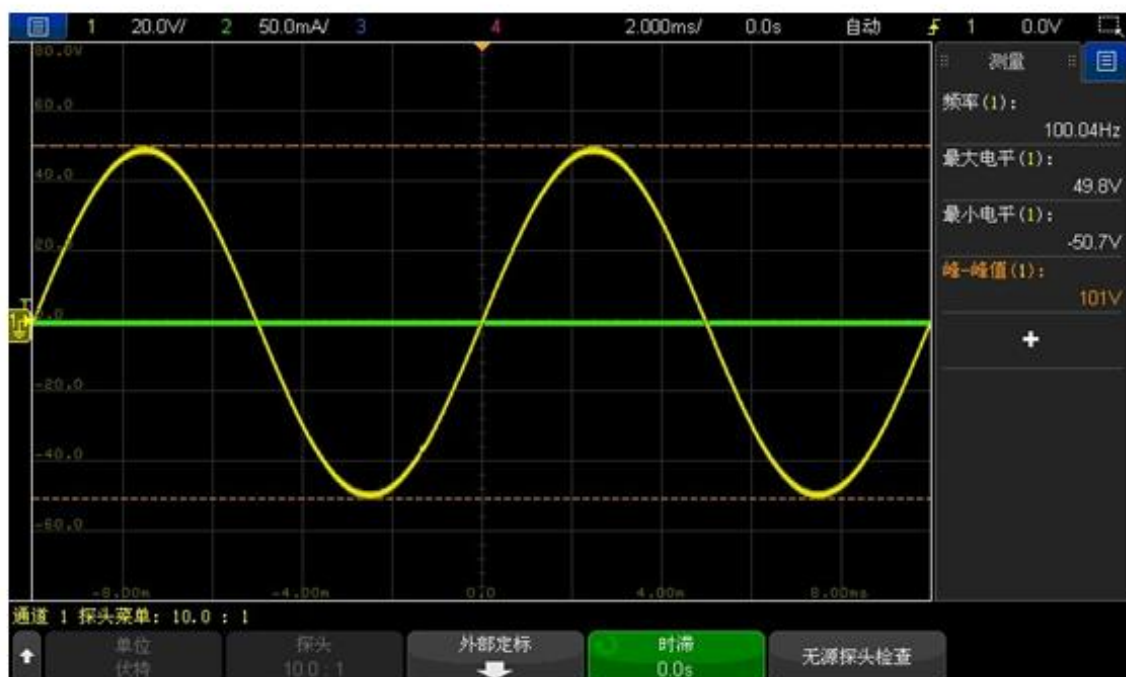 1 20.0V/ 2 50.0mA/ 3 4 2.000ms/ 0.0s 自动 1 0.0V
80.0V
60.0
40.0
20.0
0.0
-20.0
-40.0
-60.0
-8.00m -4.00m 0.0 4.00m 8.00ms
测量
频率(1):
100.04Hz
最大电平(1):
49.8V
最小电平(1):
-50.7V
峰-峰值(1):
101V
通道 1 探头菜单: 10.0 : 1
单位
伏特
探头
10.0 : 1
外部定标
时滞
0.0s
无源探头检查